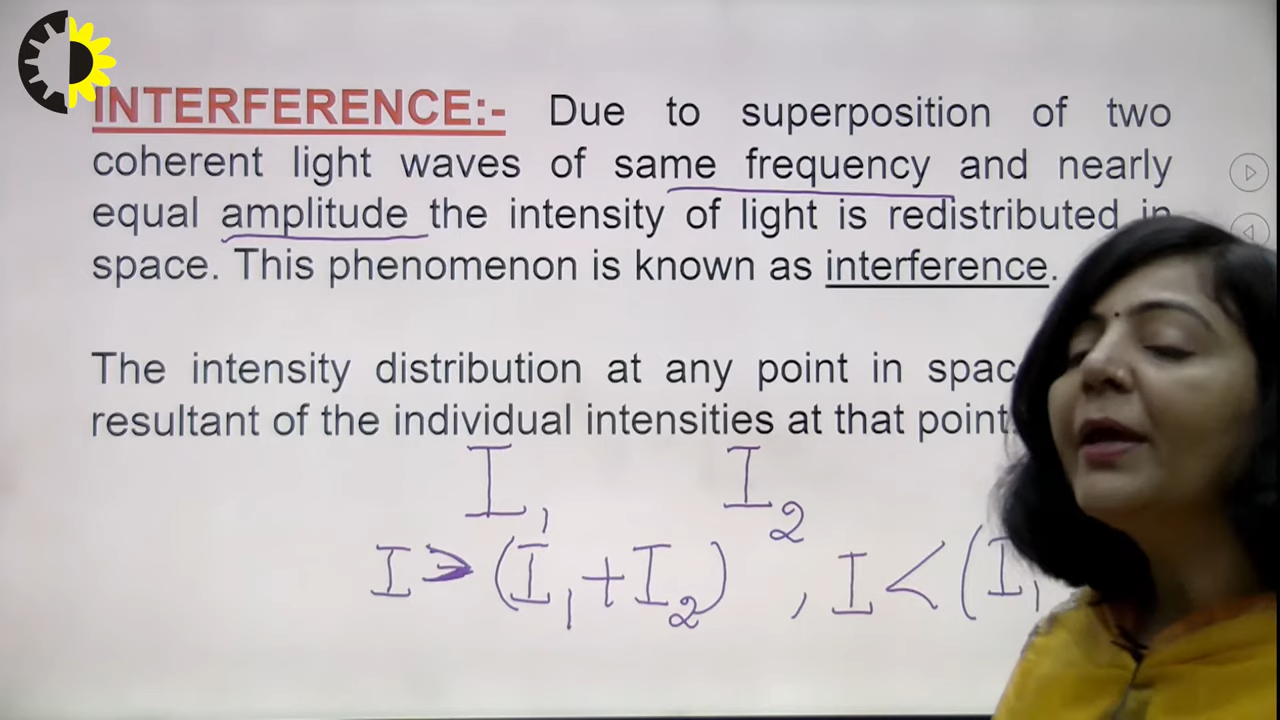 INTERFERENCE:- Due to superposition of two
coherent light waves of same frequency and nearly
equal amplitude the intensity of light is redistributed in
space. This phenomenon is known as interference.
The intensity distribution at any point in
resultant of the individual intensities at that point
I₁ I₂
I > (I₁+I₂) , I < (I₁